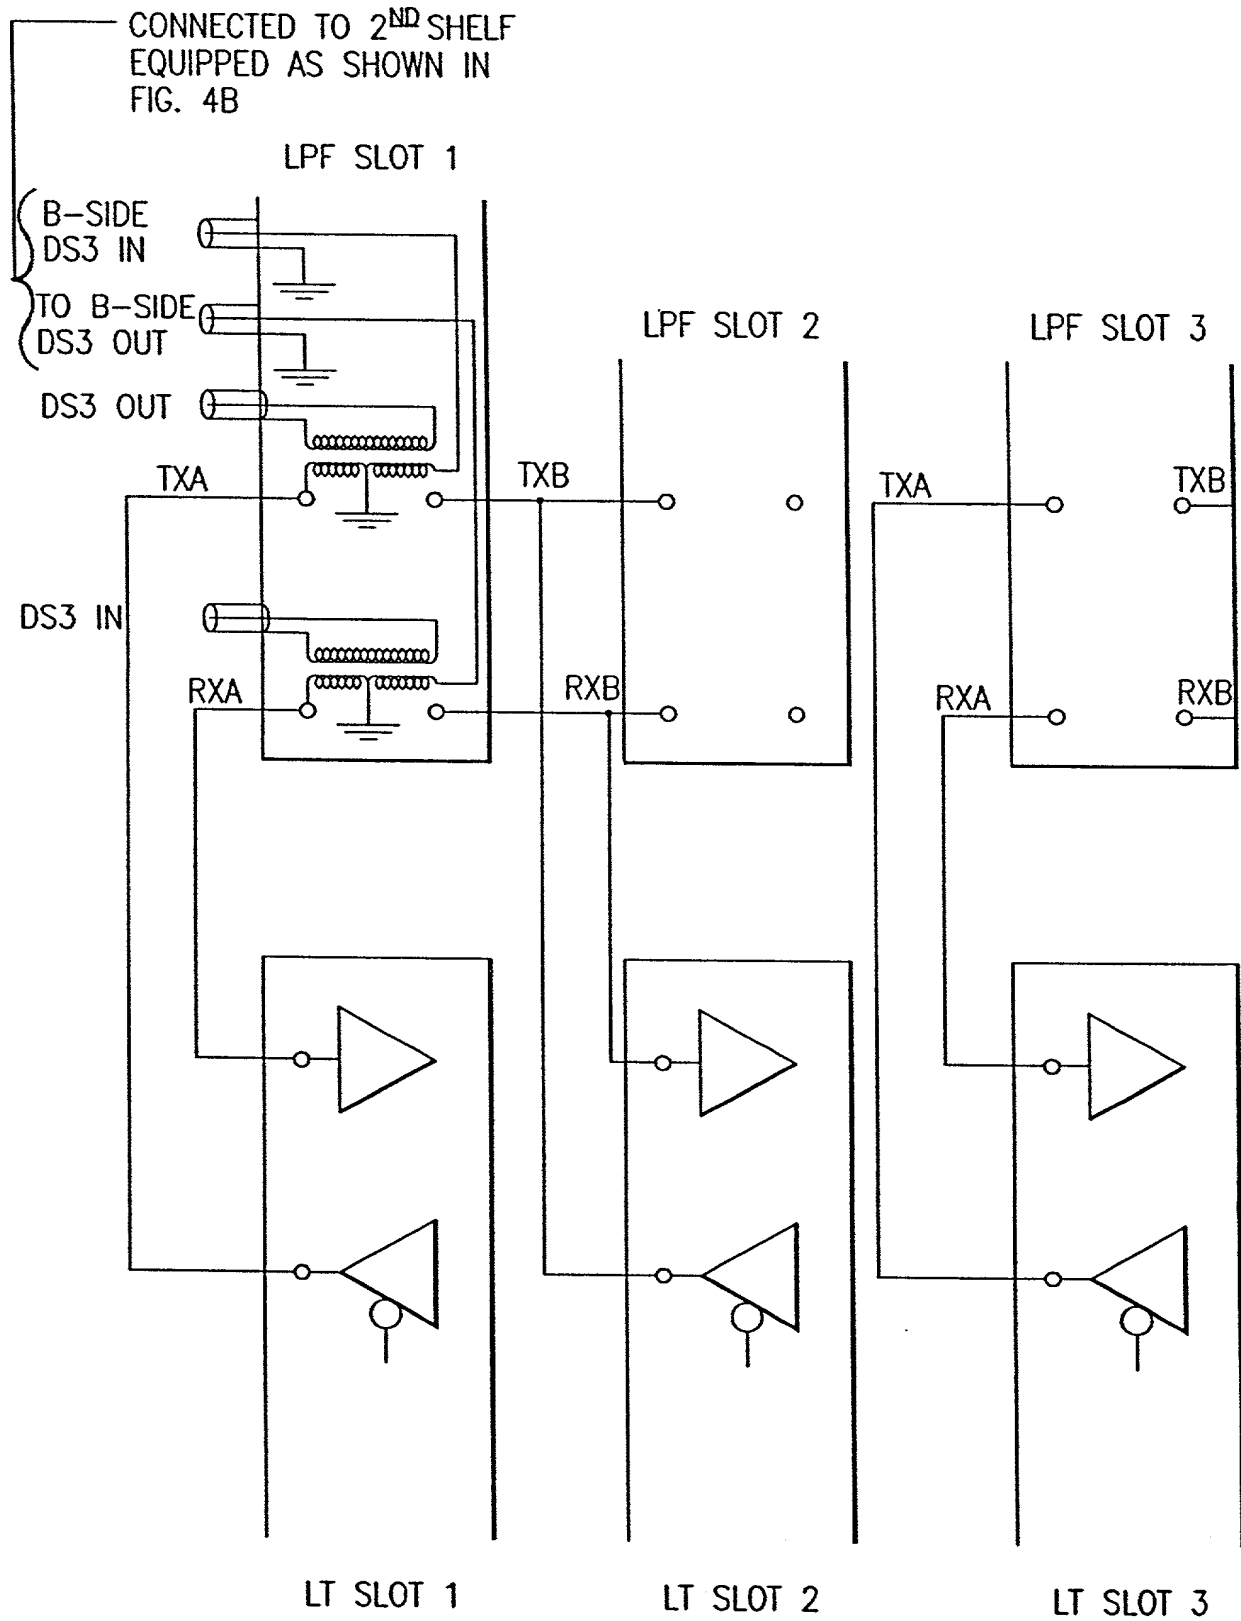 CONNECTED TO 2ND SHELF
EQUIPPED AS SHOWN IN
FIG. 4B
LPF SLOT 1
B-SIDE
DS3 IN
TO B-SIDE
DS3 OUT
LPF SLOT 2
LPF SLOT 3
DS3 OUT
TXA
TXB
TXA
TXB
DS3 IN
RXA
RXB
RXA
RXB
LT SLOT 1
LT SLOT 2
LT SLOT 3